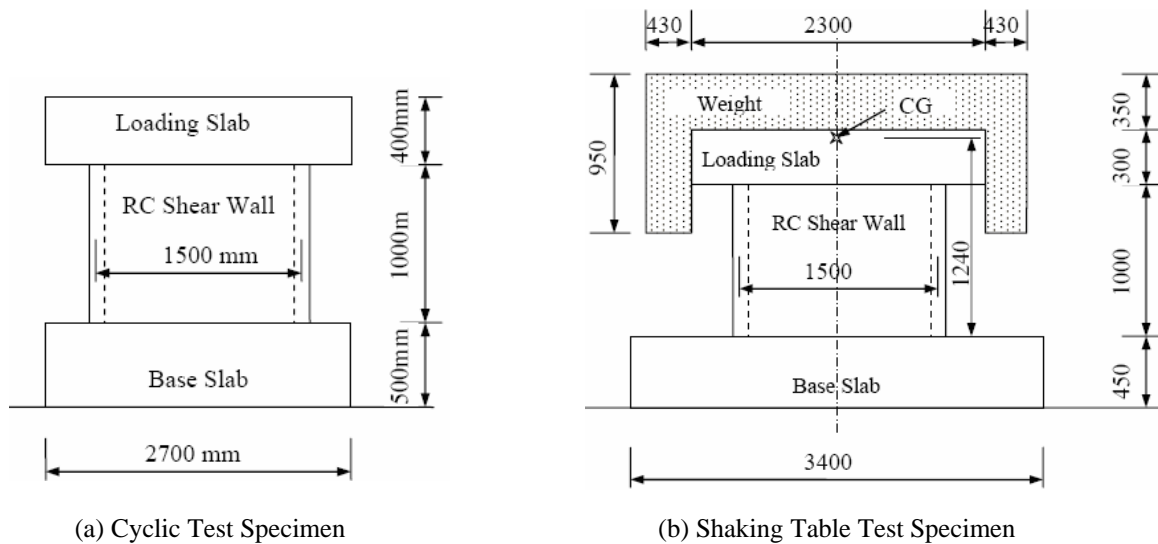 Loading Slab
400mm
RC Shear Wall
1500 mm
1000m
Base Slab
500mm
2700 mm
(a) Cyclic Test Specimen
430
2300
430
Weight
CG
350
950
Loading Slab
300
RC Shear Wall
1500
1240
1000
Base Slab
450
3400
(b) Shaking Table Test Specimen